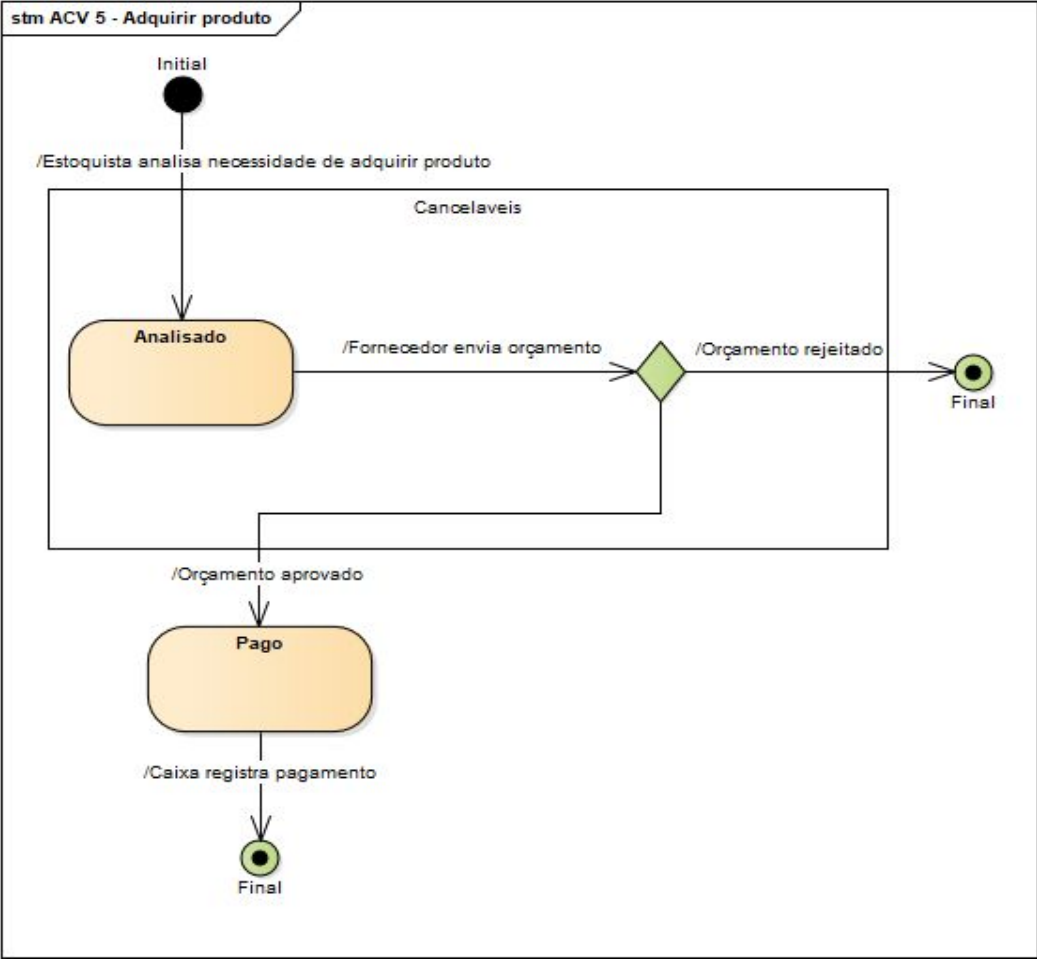 stm ACV 5 - Adquirir produto
Initial
/Estoquista analisa necessidade de adquirir produto
Cancelaveis
Analisado
/Fornecedor envia orçamento
/Orçamento rejeitado
Final
/Orçamento aprovado
Pago
/Caixa registra pagamento
Final